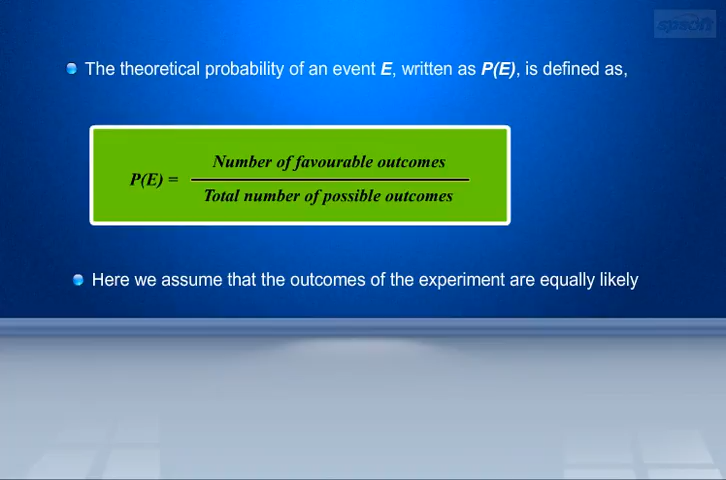 spsoft
The theoretical probability of an event E, written as P(E), is defined as,
P(E) = Number of favourable outcomes
Total number of possible outcomes
Here we assume that the outcomes of the experiment are equally likely